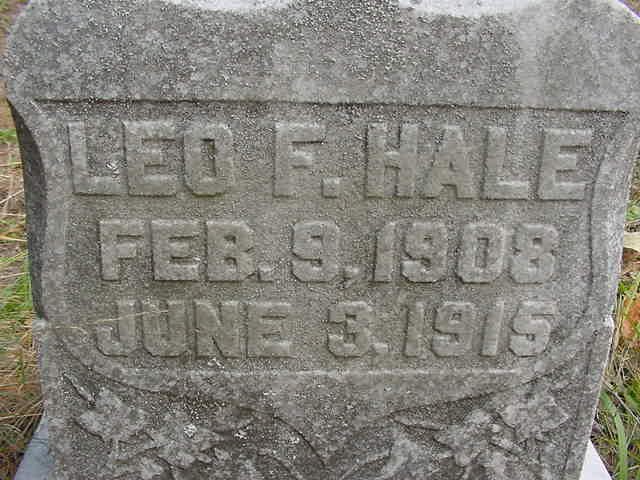 LEO F. HALE
FEB. 9, 1908
JUNE 3. 1915